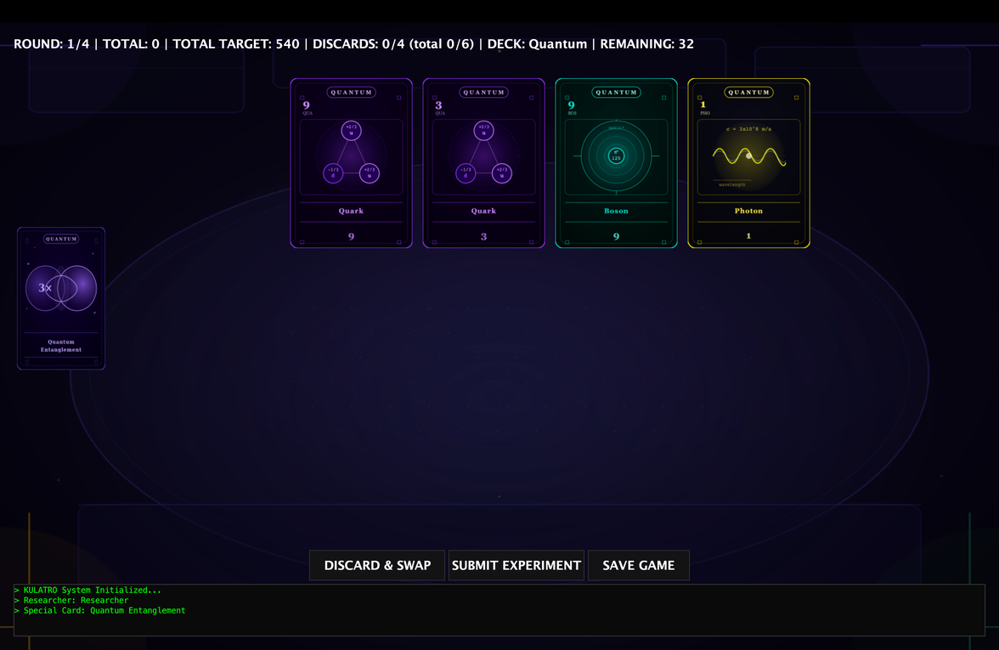 ROUND: 1/4 | TOTAL: 0 | TOTAL TARGET: 540 | DISCARDS: 0/4 (total 0/6) | DECK: Quantum | REMAINING: 32
QUANTUM
9
QUA
+2/3
u
-1/3
d
+2/3
u
Quark
9
QUANTUM
3
QUA
+2/3
u
-1/3
d
+2/3
u
Quark
3
QUANTUM
9
BOS
H°
125
Boson
9
QUANTUM
1
PHO
c = 3x10^8 m/s
wavelength
Photon
1
QUANTUM
3×
Quantum
Entanglement
DISCARD & SWAP
SUBMIT EXPERIMENT
SAVE GAME
> KULATRO System Initialized...
> Researcher: Researcher
> Special Card: Quantum Entanglement